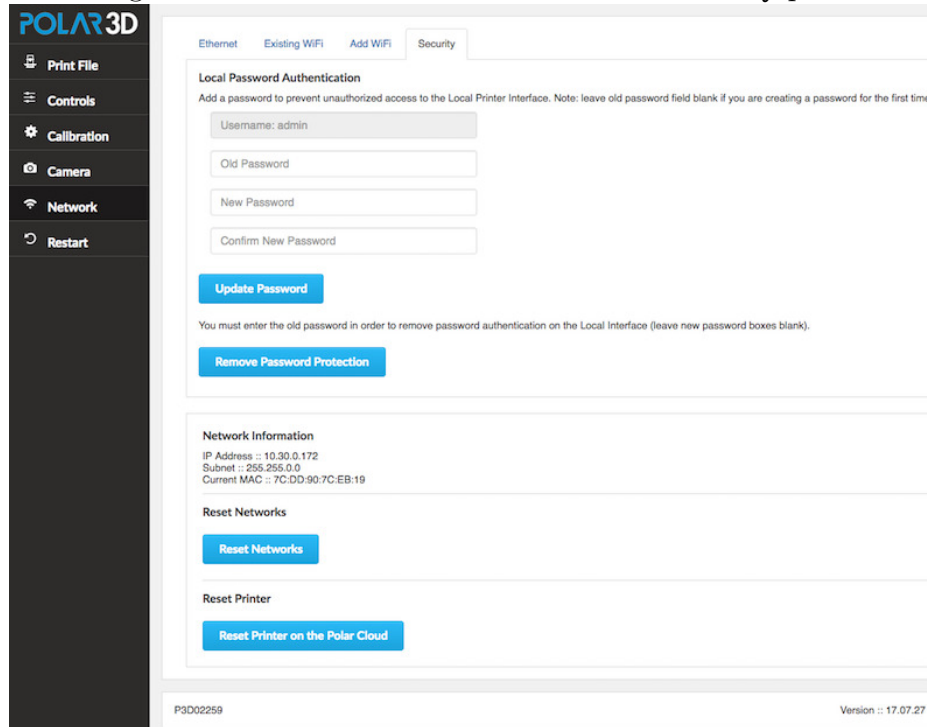 POLAR3D
Print File
Controls
Calibration
Camera
Network
Restart
Ethernet Existing WiFi Add WiFi Security
Local Password Authentication
Add a password to prevent unauthorized access to the Local Printer Interface. Note: leave old password field blank if you are creating a password for the first time
Username: admin
Old Password
New Password
Confirm New Password
Update Password
You must enter the old password in order to remove password authentication on the Local Interface (leave new password boxes blank).
Remove Password Protection
Network Information
IP Address :: 10.30.0.172
Subnet :: 255.255.0.0
Current MAC :: 7C:DD:90:7C:EB:19
Reset Networks
Reset Networks
Reset Printer
Reset Printer on the Polar Cloud
P3D02259 Version :: 17.07.27